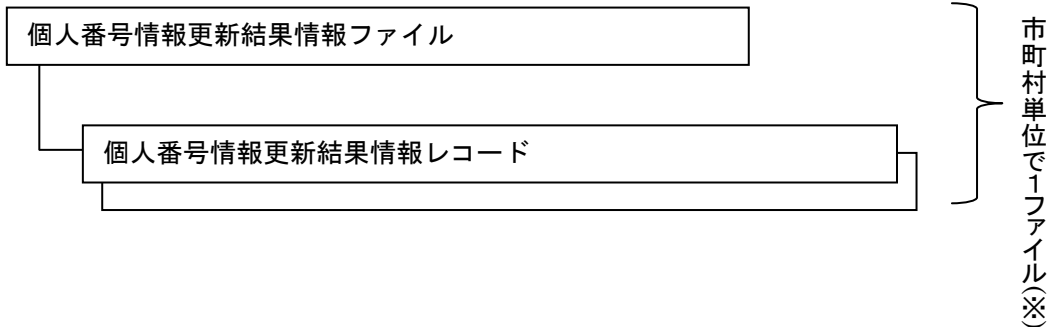 個人番号情報更新結果情報ファイル
個人番号情報更新結果情報レコード
市町村単位で1ファイル(※)